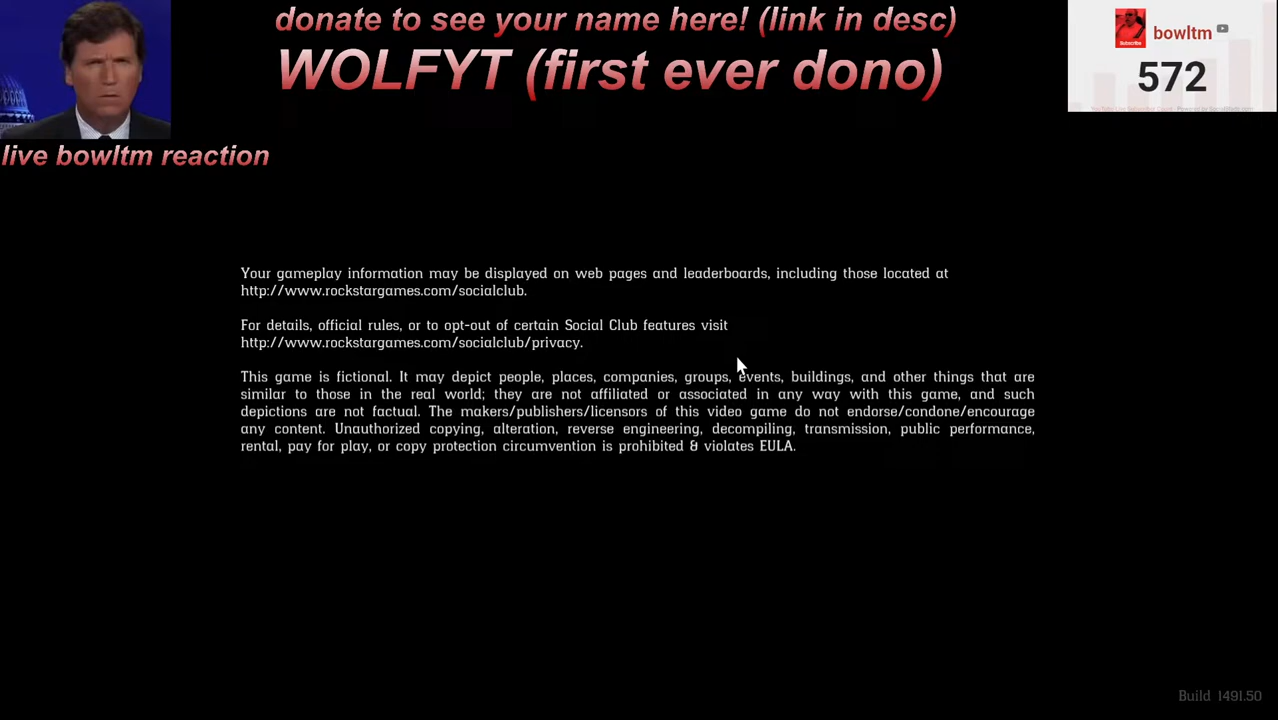 donate to see your name here! (link in desc)
WOLFYT (first ever dono)
bowltm
Subscribe
572
live bowltm reaction
Your gameplay information may be displayed on web pages and leaderboards, including those located at
http://www.rockstargames.com/socialclub.
For details, official rules, or to opt-out of certain Social Club features visit
http://www.rockstargames.com/socialclub/privacy.
This game is fictional. It may depict people, places, companies, groups, events, buildings, and other things that are
similar to those in the real world; they are not affiliated or associated in any way with this game, and such
depictions are not factual. The makers/publishers/licensors of this video game do not endorse/condone/encourage
any content. Unauthorized copying, alteration, reverse engineering, decompiling, transmission, public performance,
rental, pay for play, or copy protection circumvention is prohibited & violates EULA.
Build 1491.50